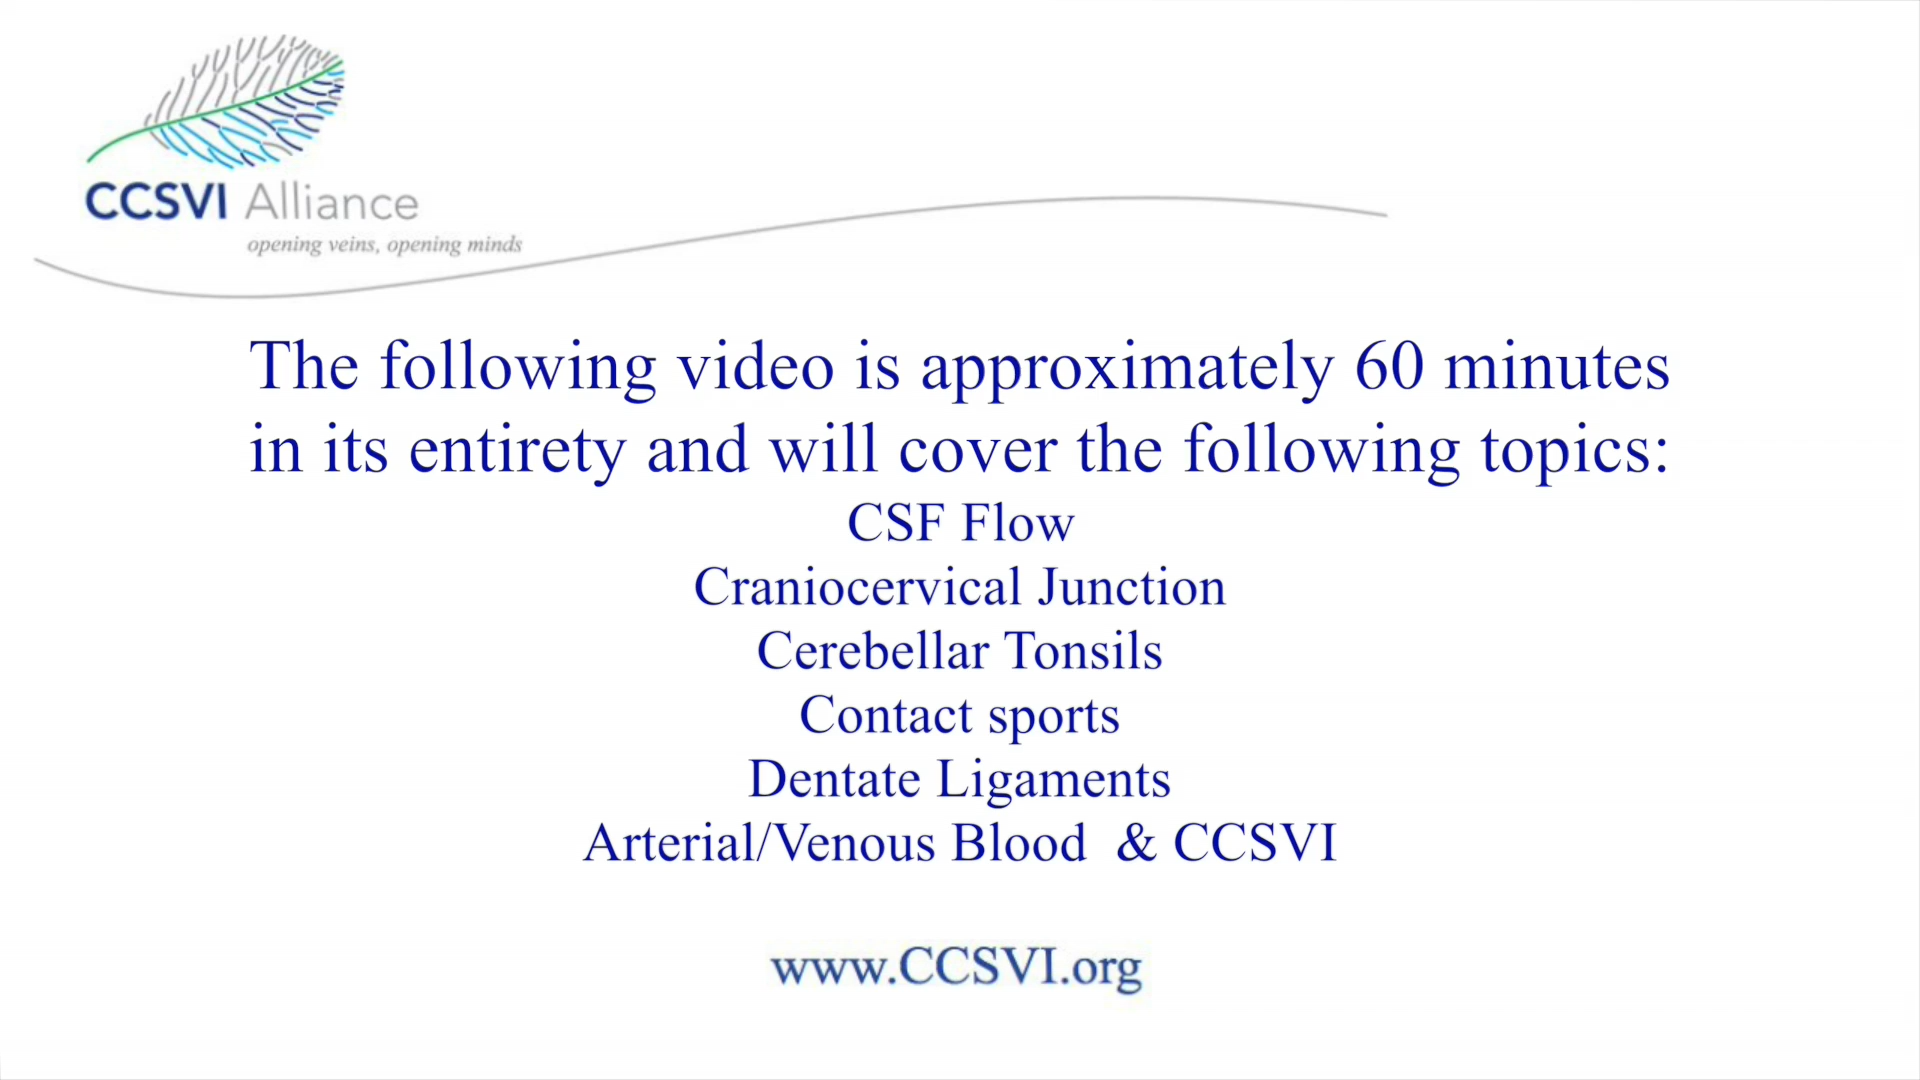 CCSVI Alliance
opening veins, opening minds
The following video is approximately 60 minutes
in its entirety and will cover the following topics:
CSF Flow
Craniocervical Junction
Cerebellar Tonsils
Contact sports
Dentate Ligaments
Arterial/Venous Blood & CCSVI
www.CCSVI.org